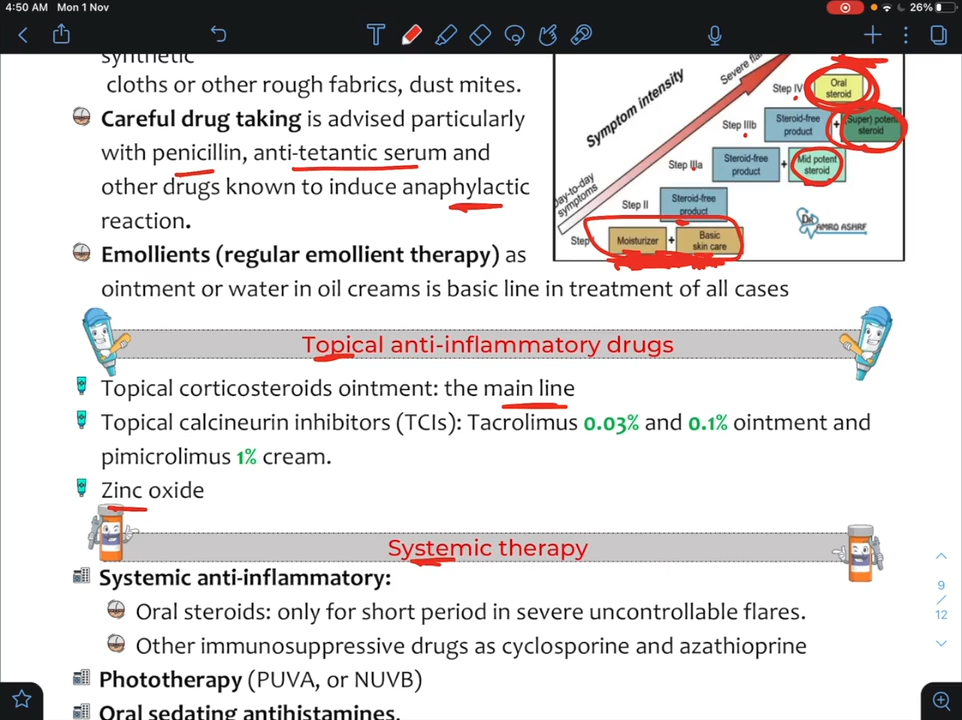 4:50 AM Mon 1 Nov
26%
synthetic
cloths or other rough fabrics, dust mites.
Careful drug taking is advised particularly
with penicillin, anti-tetantic serum and
other drugs known to induce anaphylactic
reaction.
Emollients (regular emollient therapy) as
ointment or water in oil creams is basic line in treatment of all cases
Severe
Symptom intensity
Day-to-day
symptoms
Step IV
Oral
steroid
Step IIIb
Steroid-free
product
+
(Super) potent
steroid
Step IIIa
Steroid-free
product
+
Mid potent
steroid
Step II
Steroid-free
product
Step
Moisturizer
+
Basic
skin care
AMRO ASHRF
Topical anti-inflammatory drugs
Topical corticosteroids ointment: the main line
Topical calcineurin inhibitors (TCIs): Tacrolimus 0.03% and 0.1% ointment and
pimicrolimus 1% cream.
Zinc oxide
Systemic therapy
Systemic anti-inflammatory:
Oral steroids: only for short period in severe uncontrollable flares.
Other immunosuppressive drugs as cyclosporine and azathioprine
Phototherapy (PUVA, or NUVB)
Oral sedating antihistamines.
9
/
12